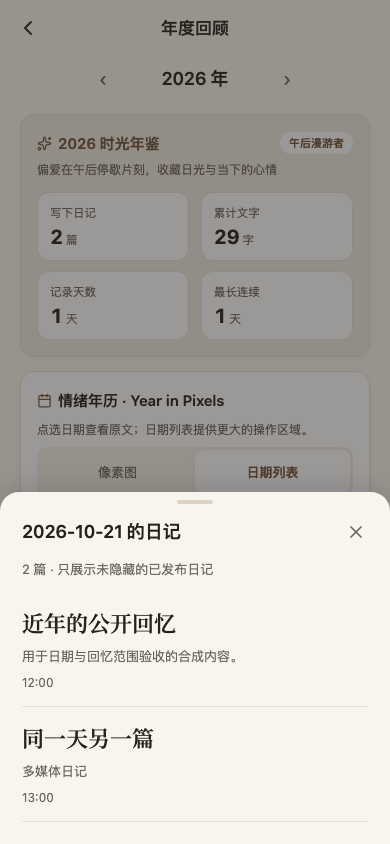 年度回顾
2026 年
2026 时光年鉴
午后漫游者
偏爱在午后停歇片刻，收藏日光与当下的心情
写下日记
2 篇
累计文字
29 字
记录天数
1 天
最长连续
1 天
情绪年历 · Year in Pixels
点选日期查看原文；日期列表提供更大的操作区域。
像素图
日期列表
2026-10-21 的日记
2 篇 · 只展示未隐藏的已发布日记
近年的公开回忆
用于日期与回忆范围验收的合成内容。
12:00
同一天另一篇
多媒体日记
13:00